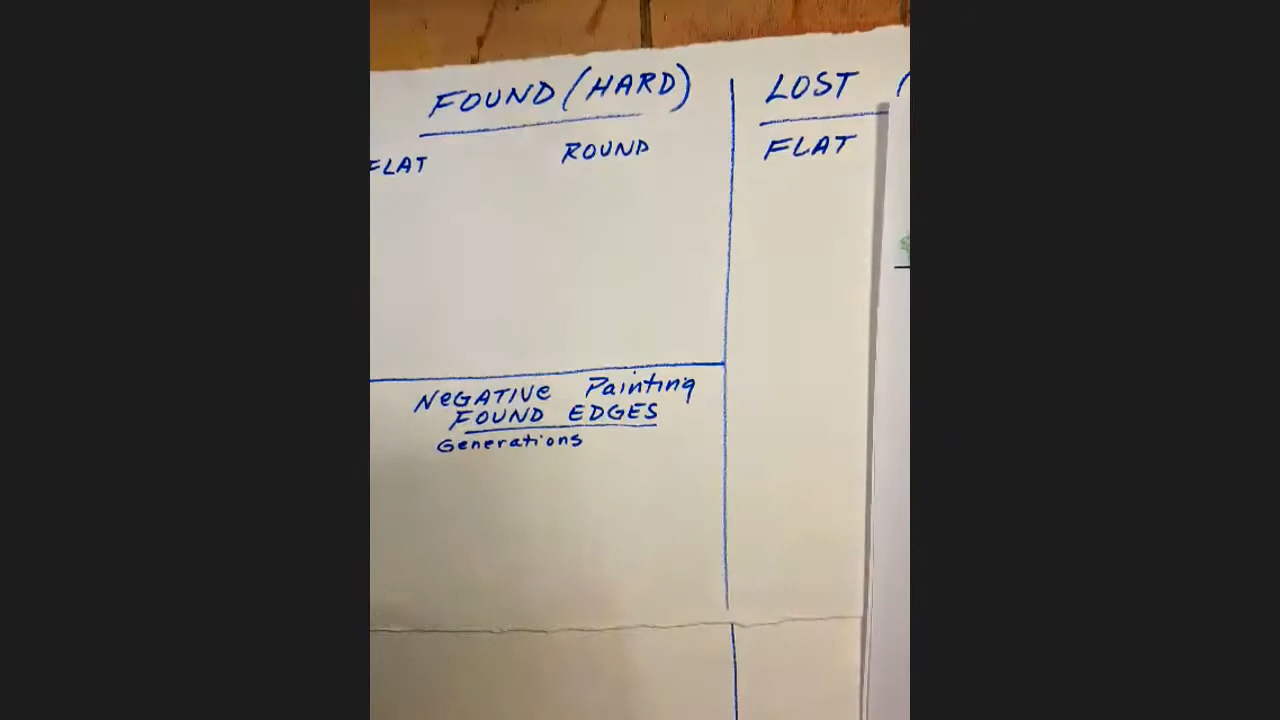 FOUND (HARD)
FLAT ROUND
LOST (
FLAT
NeGATIVe Painting
FOUND EDGES
Generations